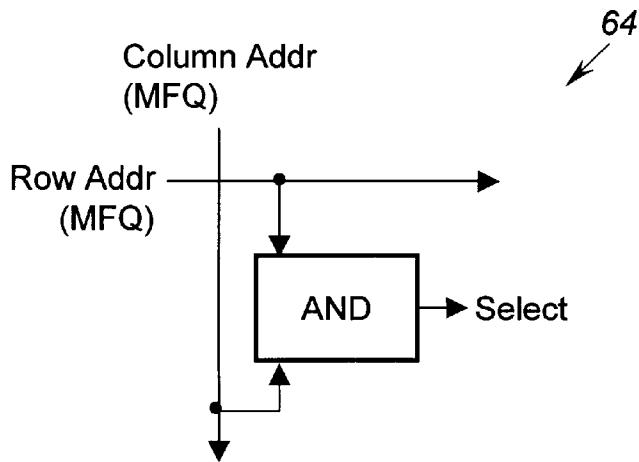 64
Column Addr
(MFQ)
Row Addr
(MFQ)
AND
Select